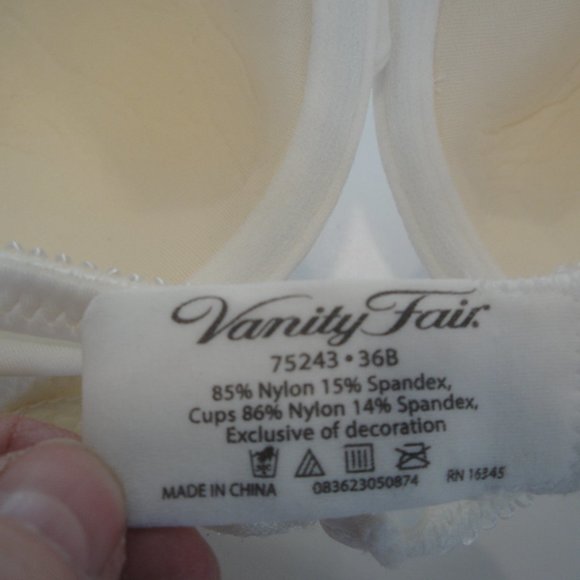 Vanity Fair.
75243 • 36B
85% Nylon 15% Spandex,
Cups 86% Nylon 14% Spandex,
Exclusive of decoration
MADE IN CHINA 083623050874 RN 16345